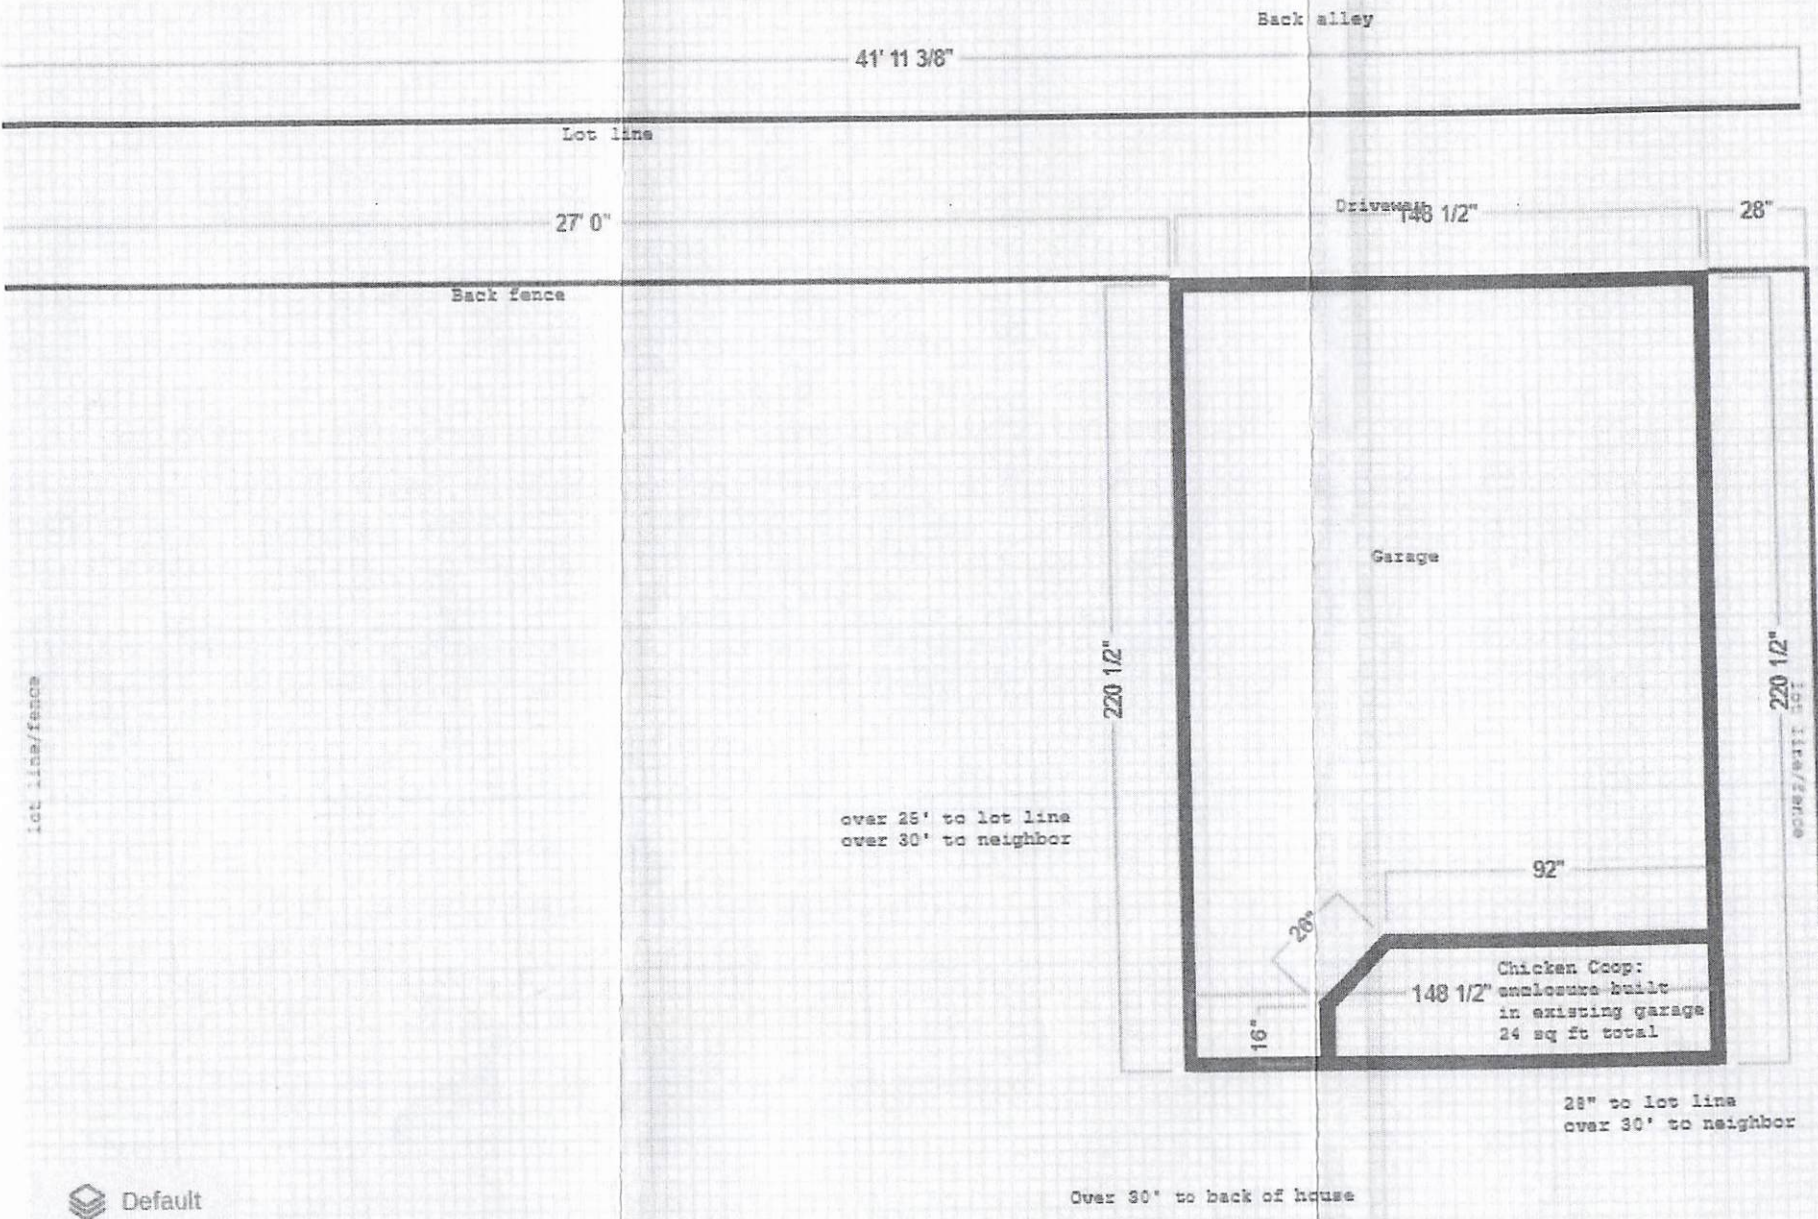 Back alley
41' 11 3/8"
Lot line
Driveway
148 1/2"
28"
27' 0"
Back fence
Garage
220 1/2"
220 1/2"
lot line/fence
lot line/fence
over 25' to lot line
over 30' to neighbor
92"
26"
Chicken Coop:
148 1/2"
enclosure built
in existing garage
24 sq ft total
16"
28" to lot line
over 30' to neighbor
Over 30' to back of house
Default